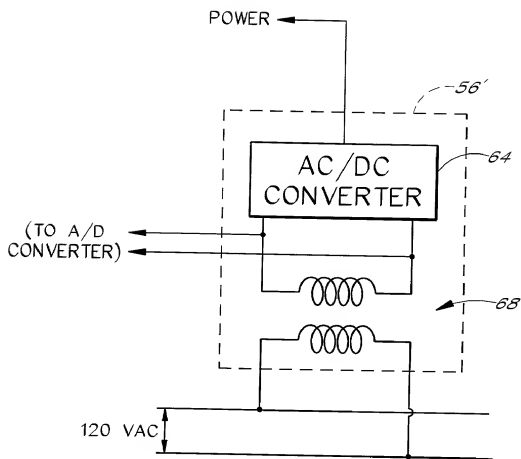 POWER
56'
AC/DC
CONVERTER
64
(TO A/D
CONVERTER)
68
120 VAC